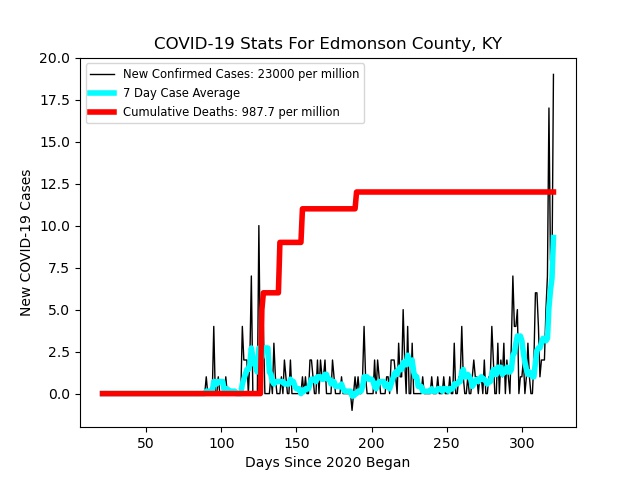 COVID-19 Stats For Edmonson County, KY
New Confirmed Cases: 23000 per million
7 Day Case Average
Cumulative Deaths: 987.7 per million
New COVID-19 Cases
20.0
17.5
15.0
12.5
10.0
7.5
5.0
2.5
0.0
50 100 150 200 250 300
Days Since 2020 Began